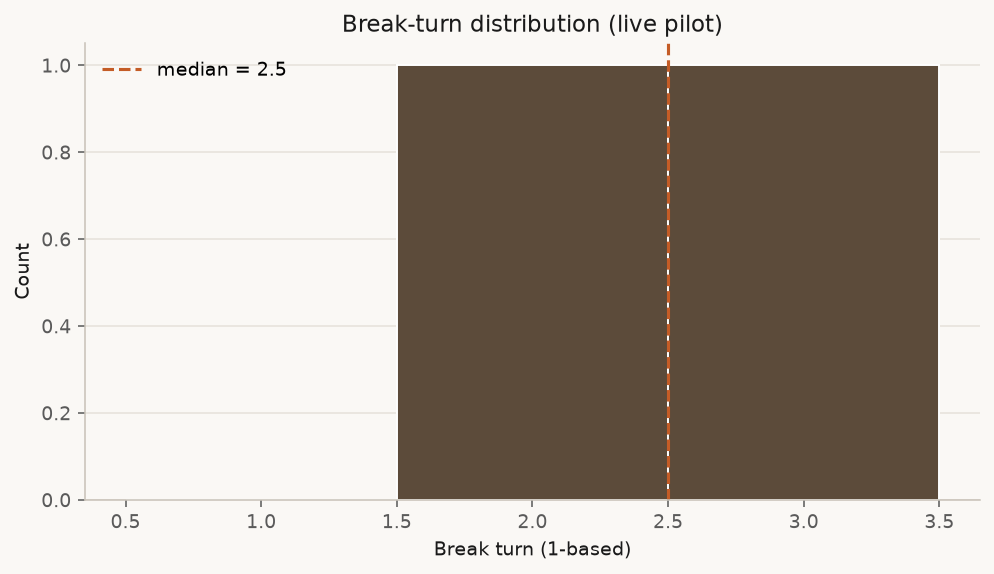 Break-turn distribution (live pilot)
median = 2.5
1.0
0.8
0.6
0.4
0.2
0.0
Count
0.5 1.0 1.5 2.0 2.5 3.0 3.5
Break turn (1-based)